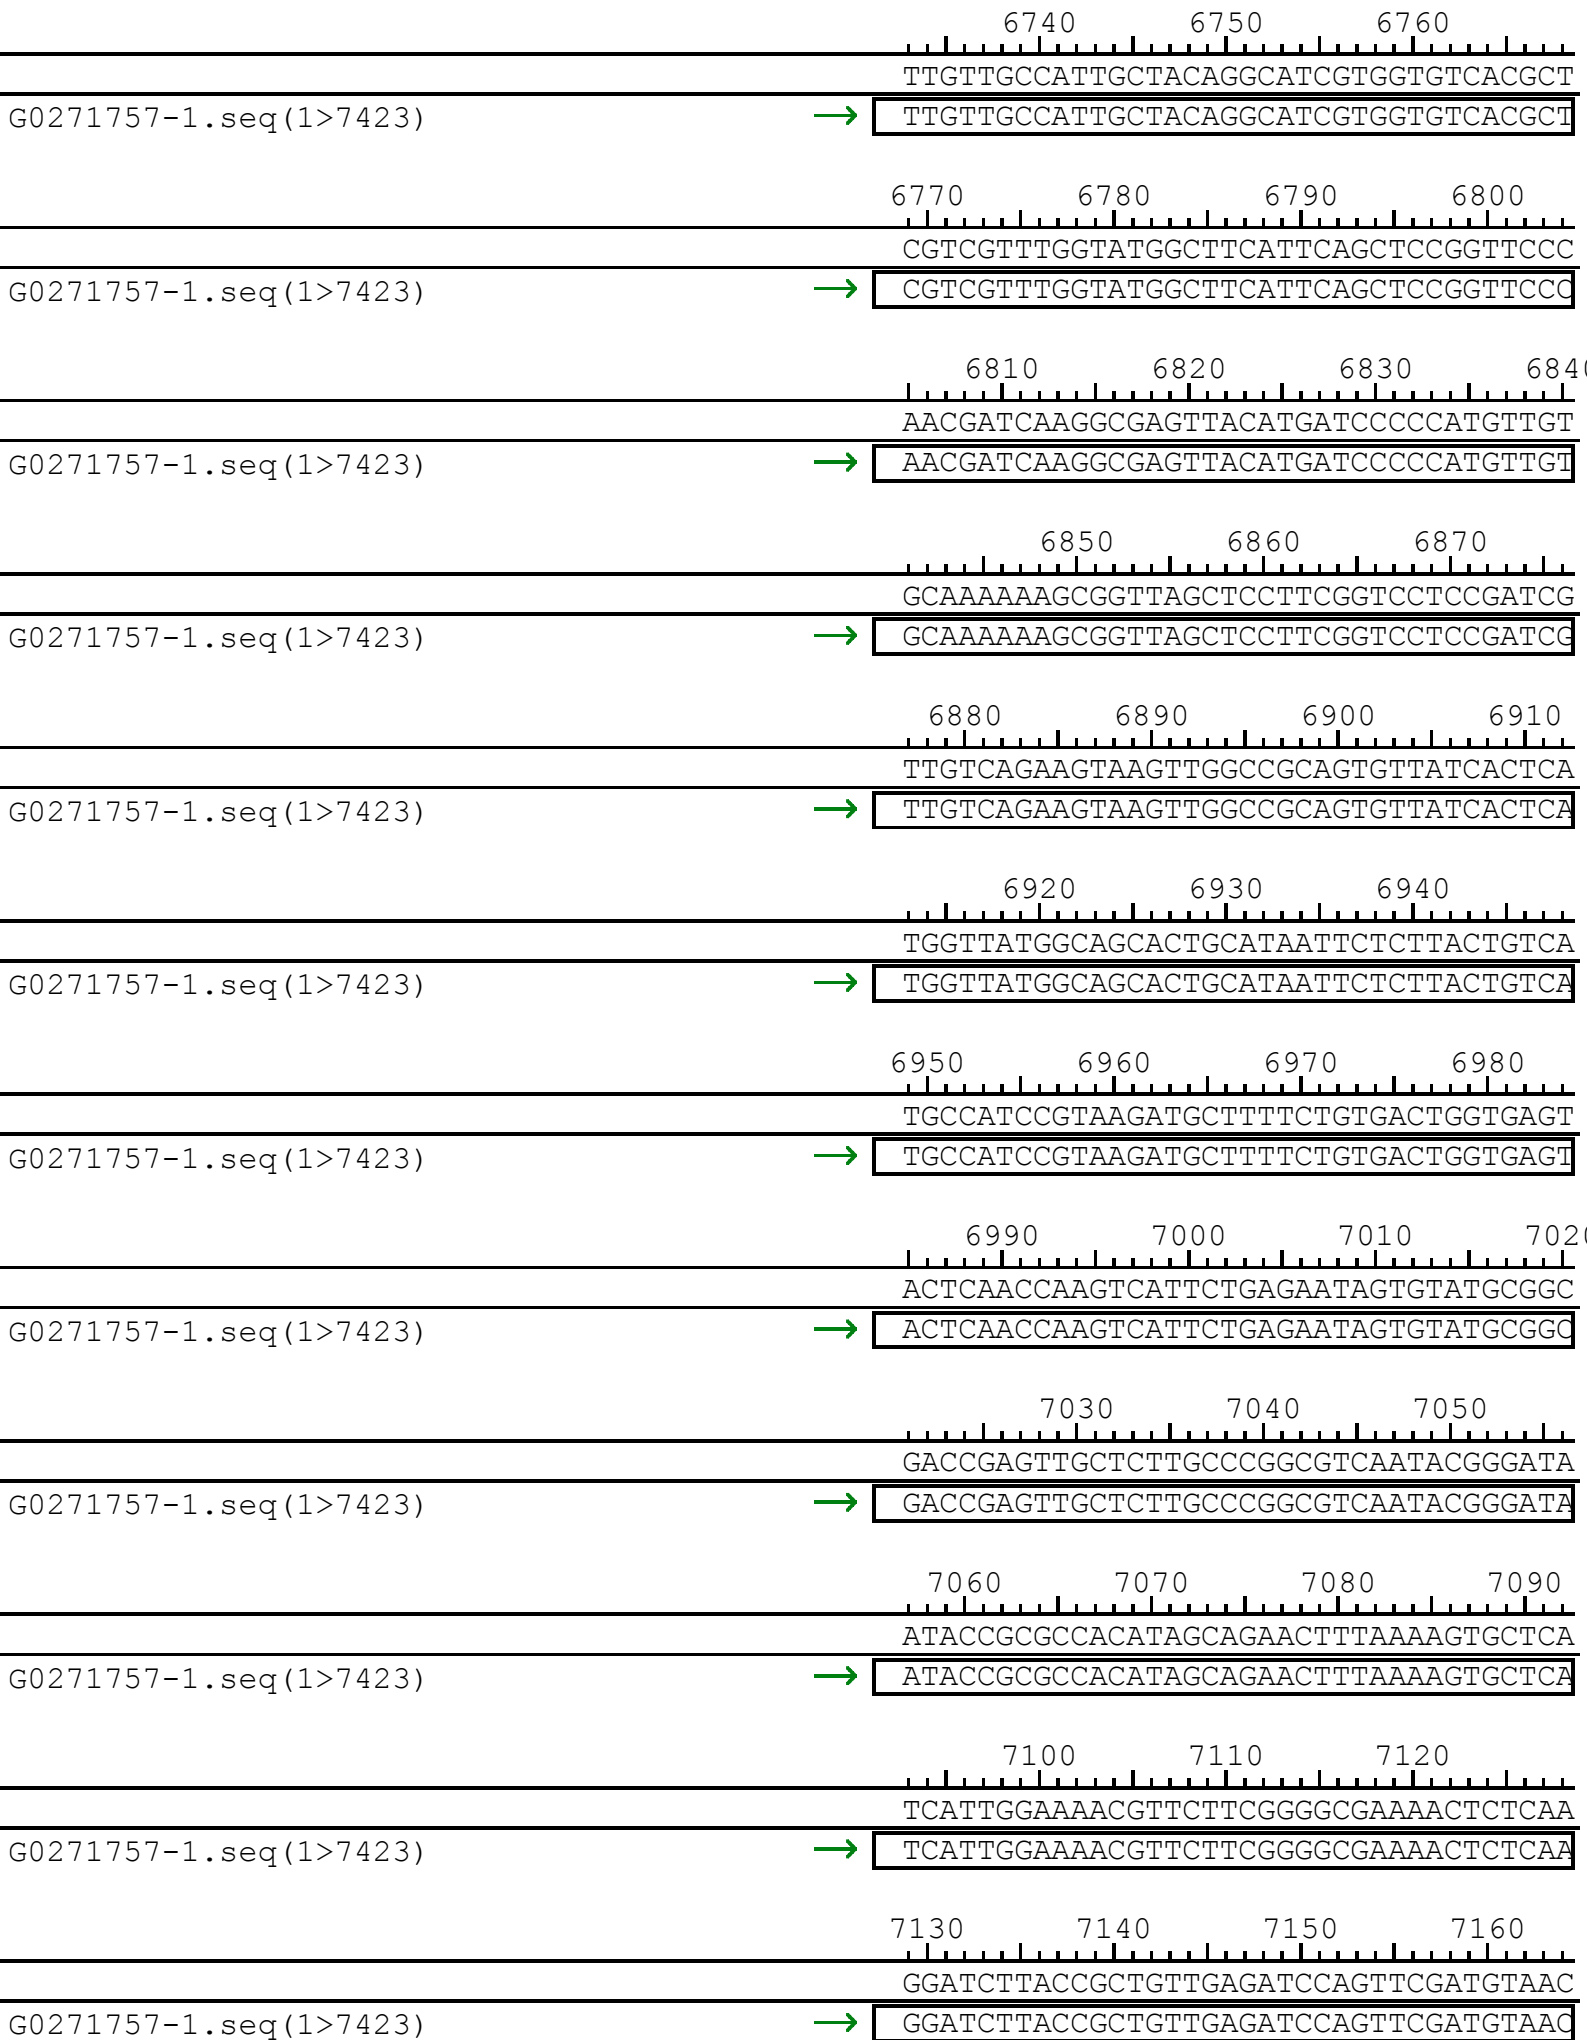 6740 6750 6760
TTGTTGCCATTGCTACAGGCATCGTGGTGTCACGCT
G0271757-1.seq(1>7423) → TTGTTGCCATTGCTACAGGCATCGTGGTGTCACGCT
6770 6780 6790 6800
CGTCGTTTGGTATGGCTTCATTCAGCTCCGGTTCCC
G0271757-1.seq(1>7423) → CGTCGTTTGGTATGGCTTCATTCAGCTCCGGTTCCC
6810 6820 6830 6840
AACGATCAAGGCGAGTTACATGATCCCCCATGTTGT
G0271757-1.seq(1>7423) → AACGATCAAGGCGAGTTACATGATCCCCCATGTTGT
6850 6860 6870
GCAAAAAAGCGGTTAGCTCCTTCGGTCCTCCGATCG
G0271757-1.seq(1>7423) → GCAAAAAAGCGGTTAGCTCCTTCGGTCCTCCGATCG
6880 6890 6900 6910
TTGTCAGAAGTAAGTTGGCCGCAGTGTTATCACTCA
G0271757-1.seq(1>7423) → TTGTCAGAAGTAAGTTGGCCGCAGTGTTATCACTCA
6920 6930 6940
TGGTTATGGCAGCACTGCATAATTCTCTTACTGTCA
G0271757-1.seq(1>7423) → TGGTTATGGCAGCACTGCATAATTCTCTTACTGTCA
6950 6960 6970 6980
TGCCATCCGTAAGATGCTTTTCTGTGACTGGTGAGT
G0271757-1.seq(1>7423) → TGCCATCCGTAAGATGCTTTTCTGTGACTGGTGAGT
6990 7000 7010 7020
ACTCAACCAAGTCATTCTGAGAATAGTGTATGCGGC
G0271757-1.seq(1>7423) → ACTCAACCAAGTCATTCTGAGAATAGTGTATGCGGC
7030 7040 7050
GACCGAGTTGCTCTTGCCCGGCGTCAATACGGGATA
G0271757-1.seq(1>7423) → GACCGAGTTGCTCTTGCCCGGCGTCAATACGGGATA
7060 7070 7080 7090
ATACCGCGCCACATAGCAGAACTTTAAAAGTGCTCA
G0271757-1.seq(1>7423) → ATACCGCGCCACATAGCAGAACTTTAAAAGTGCTCA
7100 7110 7120
TCATTGGAAAACGTTCTTCGGGGCGAAAACTCTCAA
G0271757-1.seq(1>7423) → TCATTGGAAAACGTTCTTCGGGGCGAAAACTCTCAA
7130 7140 7150 7160
GGATCTTACCGCTGTTGAGATCCAGTTCGATGTAAC
G0271757-1.seq(1>7423) → GGATCTTACCGCTGTTGAGATCCAGTTCGATGTAAC